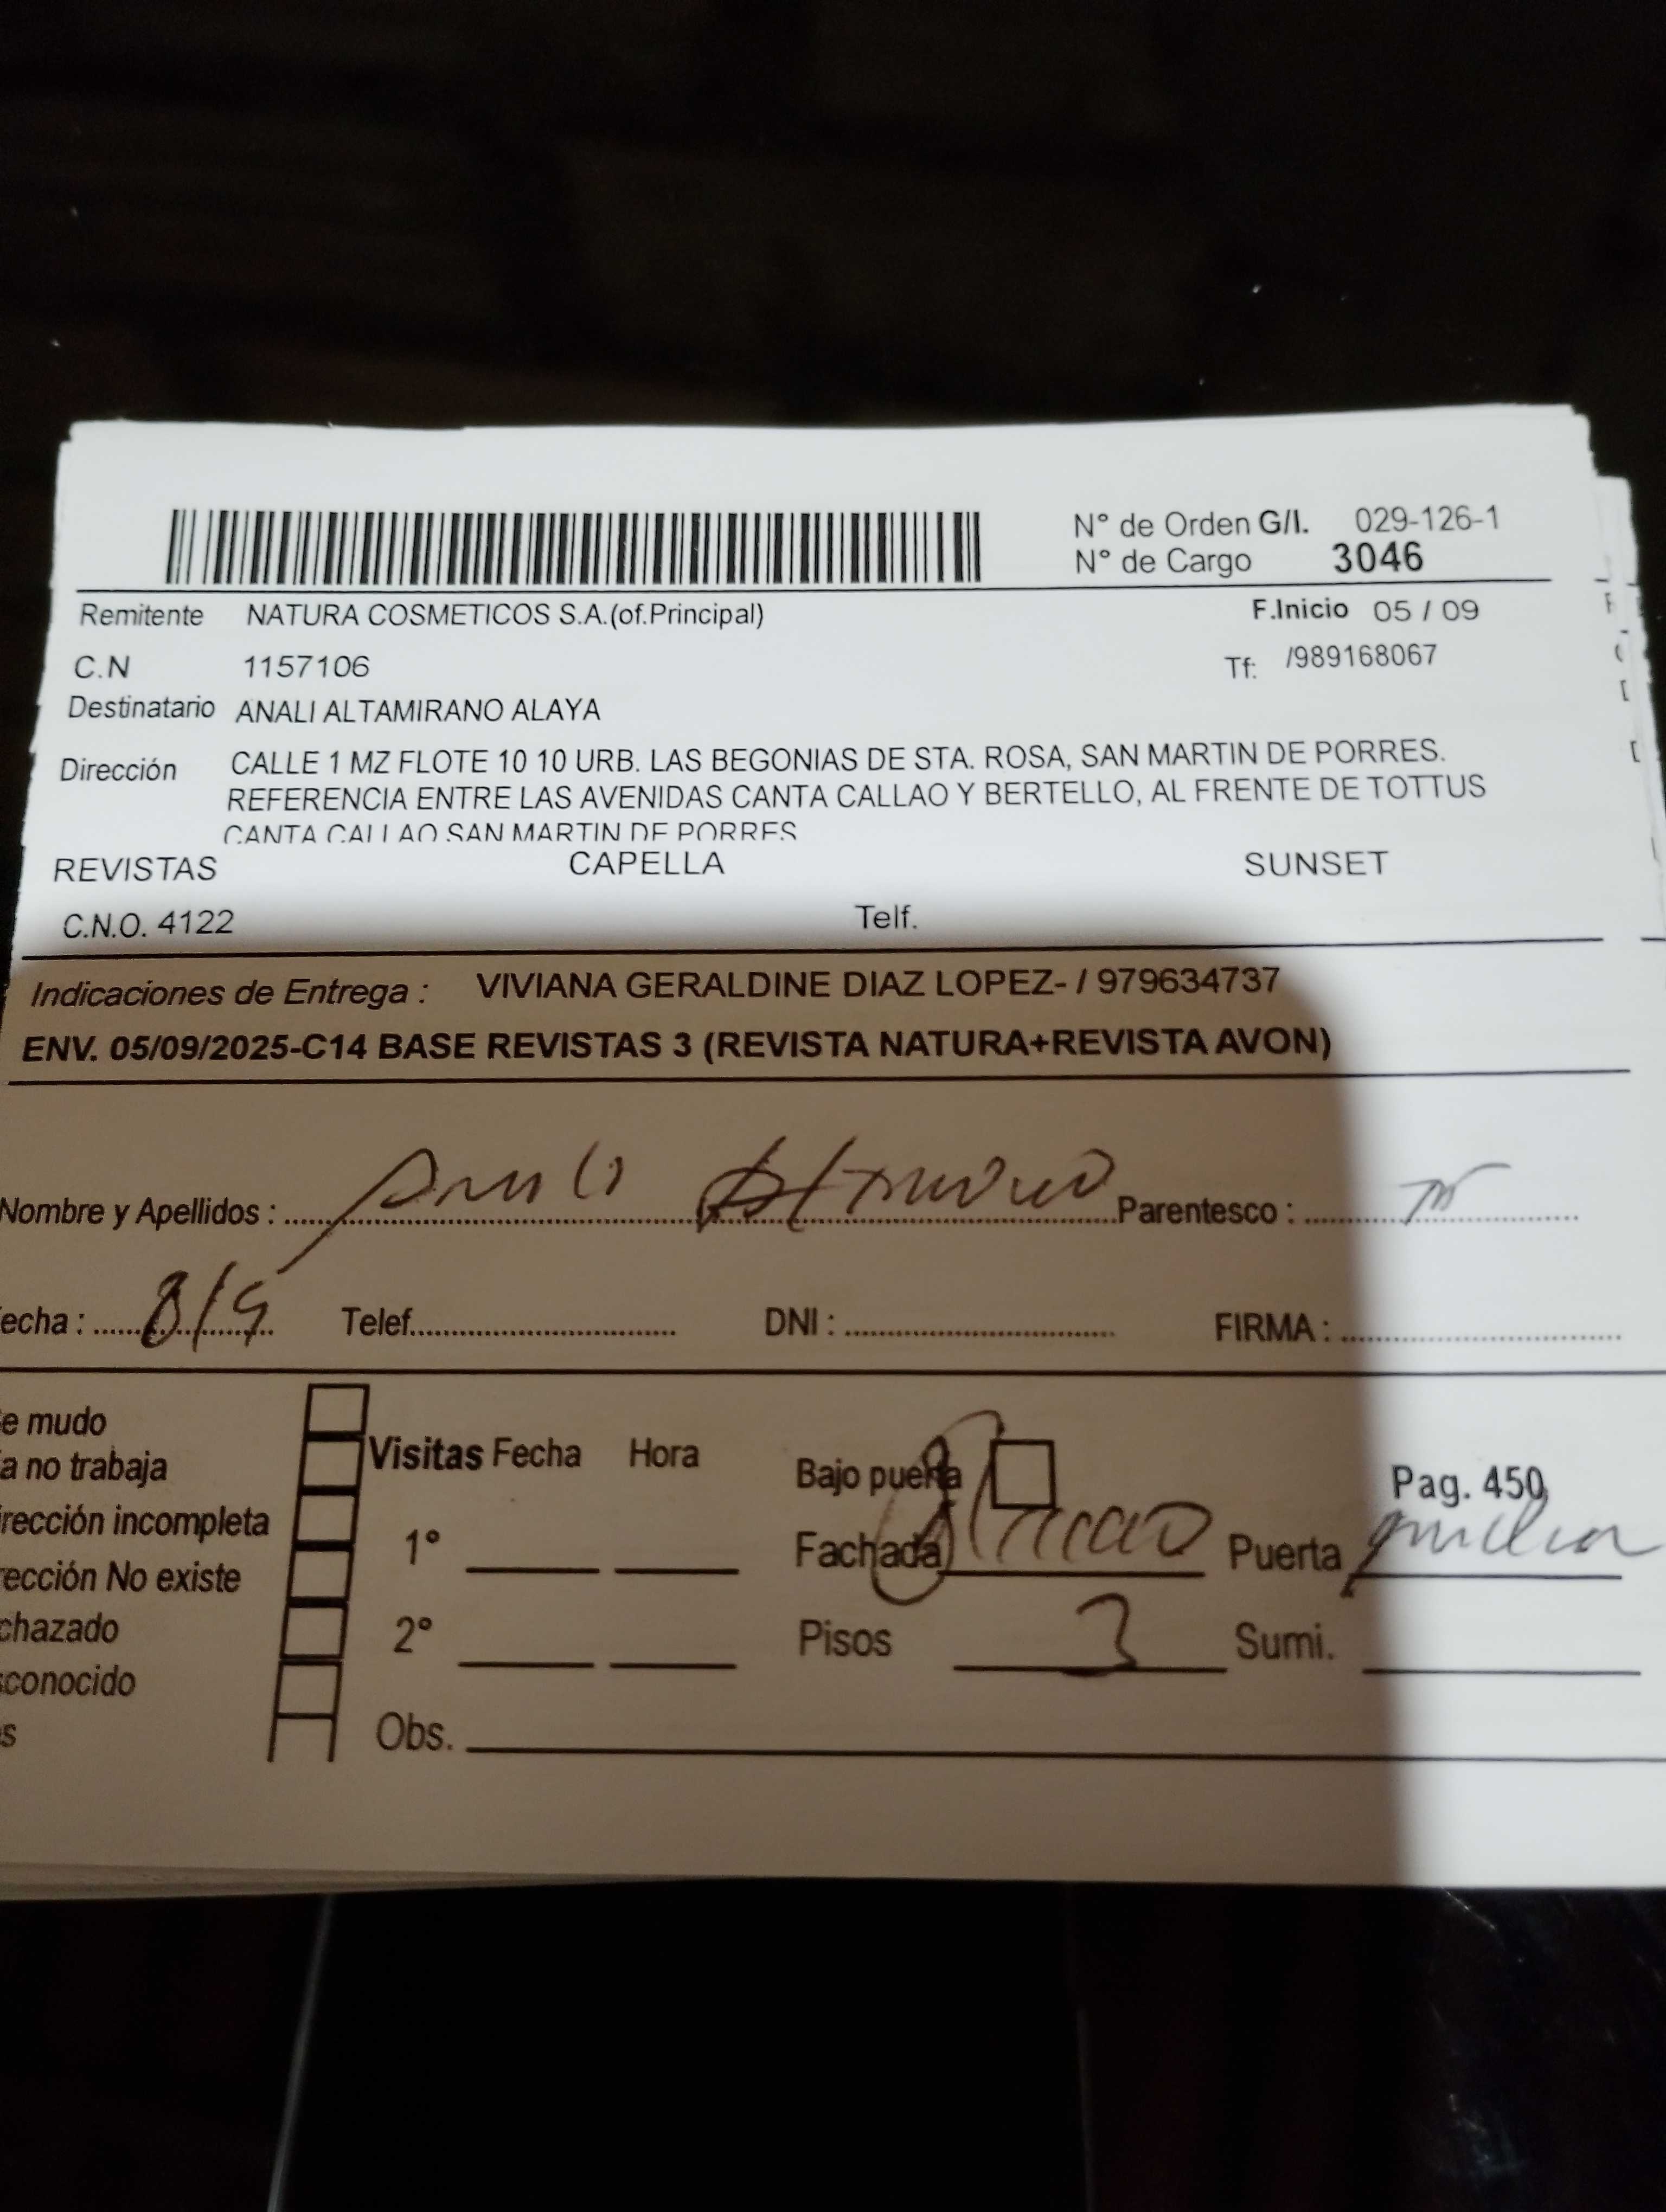 N° de Orden G/I. 029-126-1
N° de Cargo 3046
Remitente NATURA COSMETICOS S.A.(of.Principal) F.Inicio 05 / 09
C.N 1157106 Tf: /989168067
Destinatario ANALI ALTAMIRANO ALAYA
Dirección CALLE 1 MZ FLOTE 10 10 URB. LAS BEGONIAS DE STA. ROSA, SAN MARTIN DE PORRES.
REFERENCIA ENTRE LAS AVENIDAS CANTA CALLAO Y BERTELLO, AL FRENTE DE TOTTUS
CANTA CALLAO SAN MARTIN DE PORRES
REVISTAS CAPELLA SUNSET
C.N.O. 4122 Telf.
Indicaciones de Entrega : VIVIANA GERALDINE DIAZ LOPEZ- / 979634737
ENV. 05/09/2025-C14 BASE REVISTAS 3 (REVISTA NATURA+REVISTA AVON)
Nombre y Apellidos : Parentesco :
echa : 8/9 Telef. DNI : FIRMA :
e mudo
a no trabaja Visitas Fecha Hora Bajo puerta Pag. 450
rección incompleta 1° Fachada Puerta
ección No existe
chazado 2° Pisos 3 Sumi.
sconocido
s Obs.